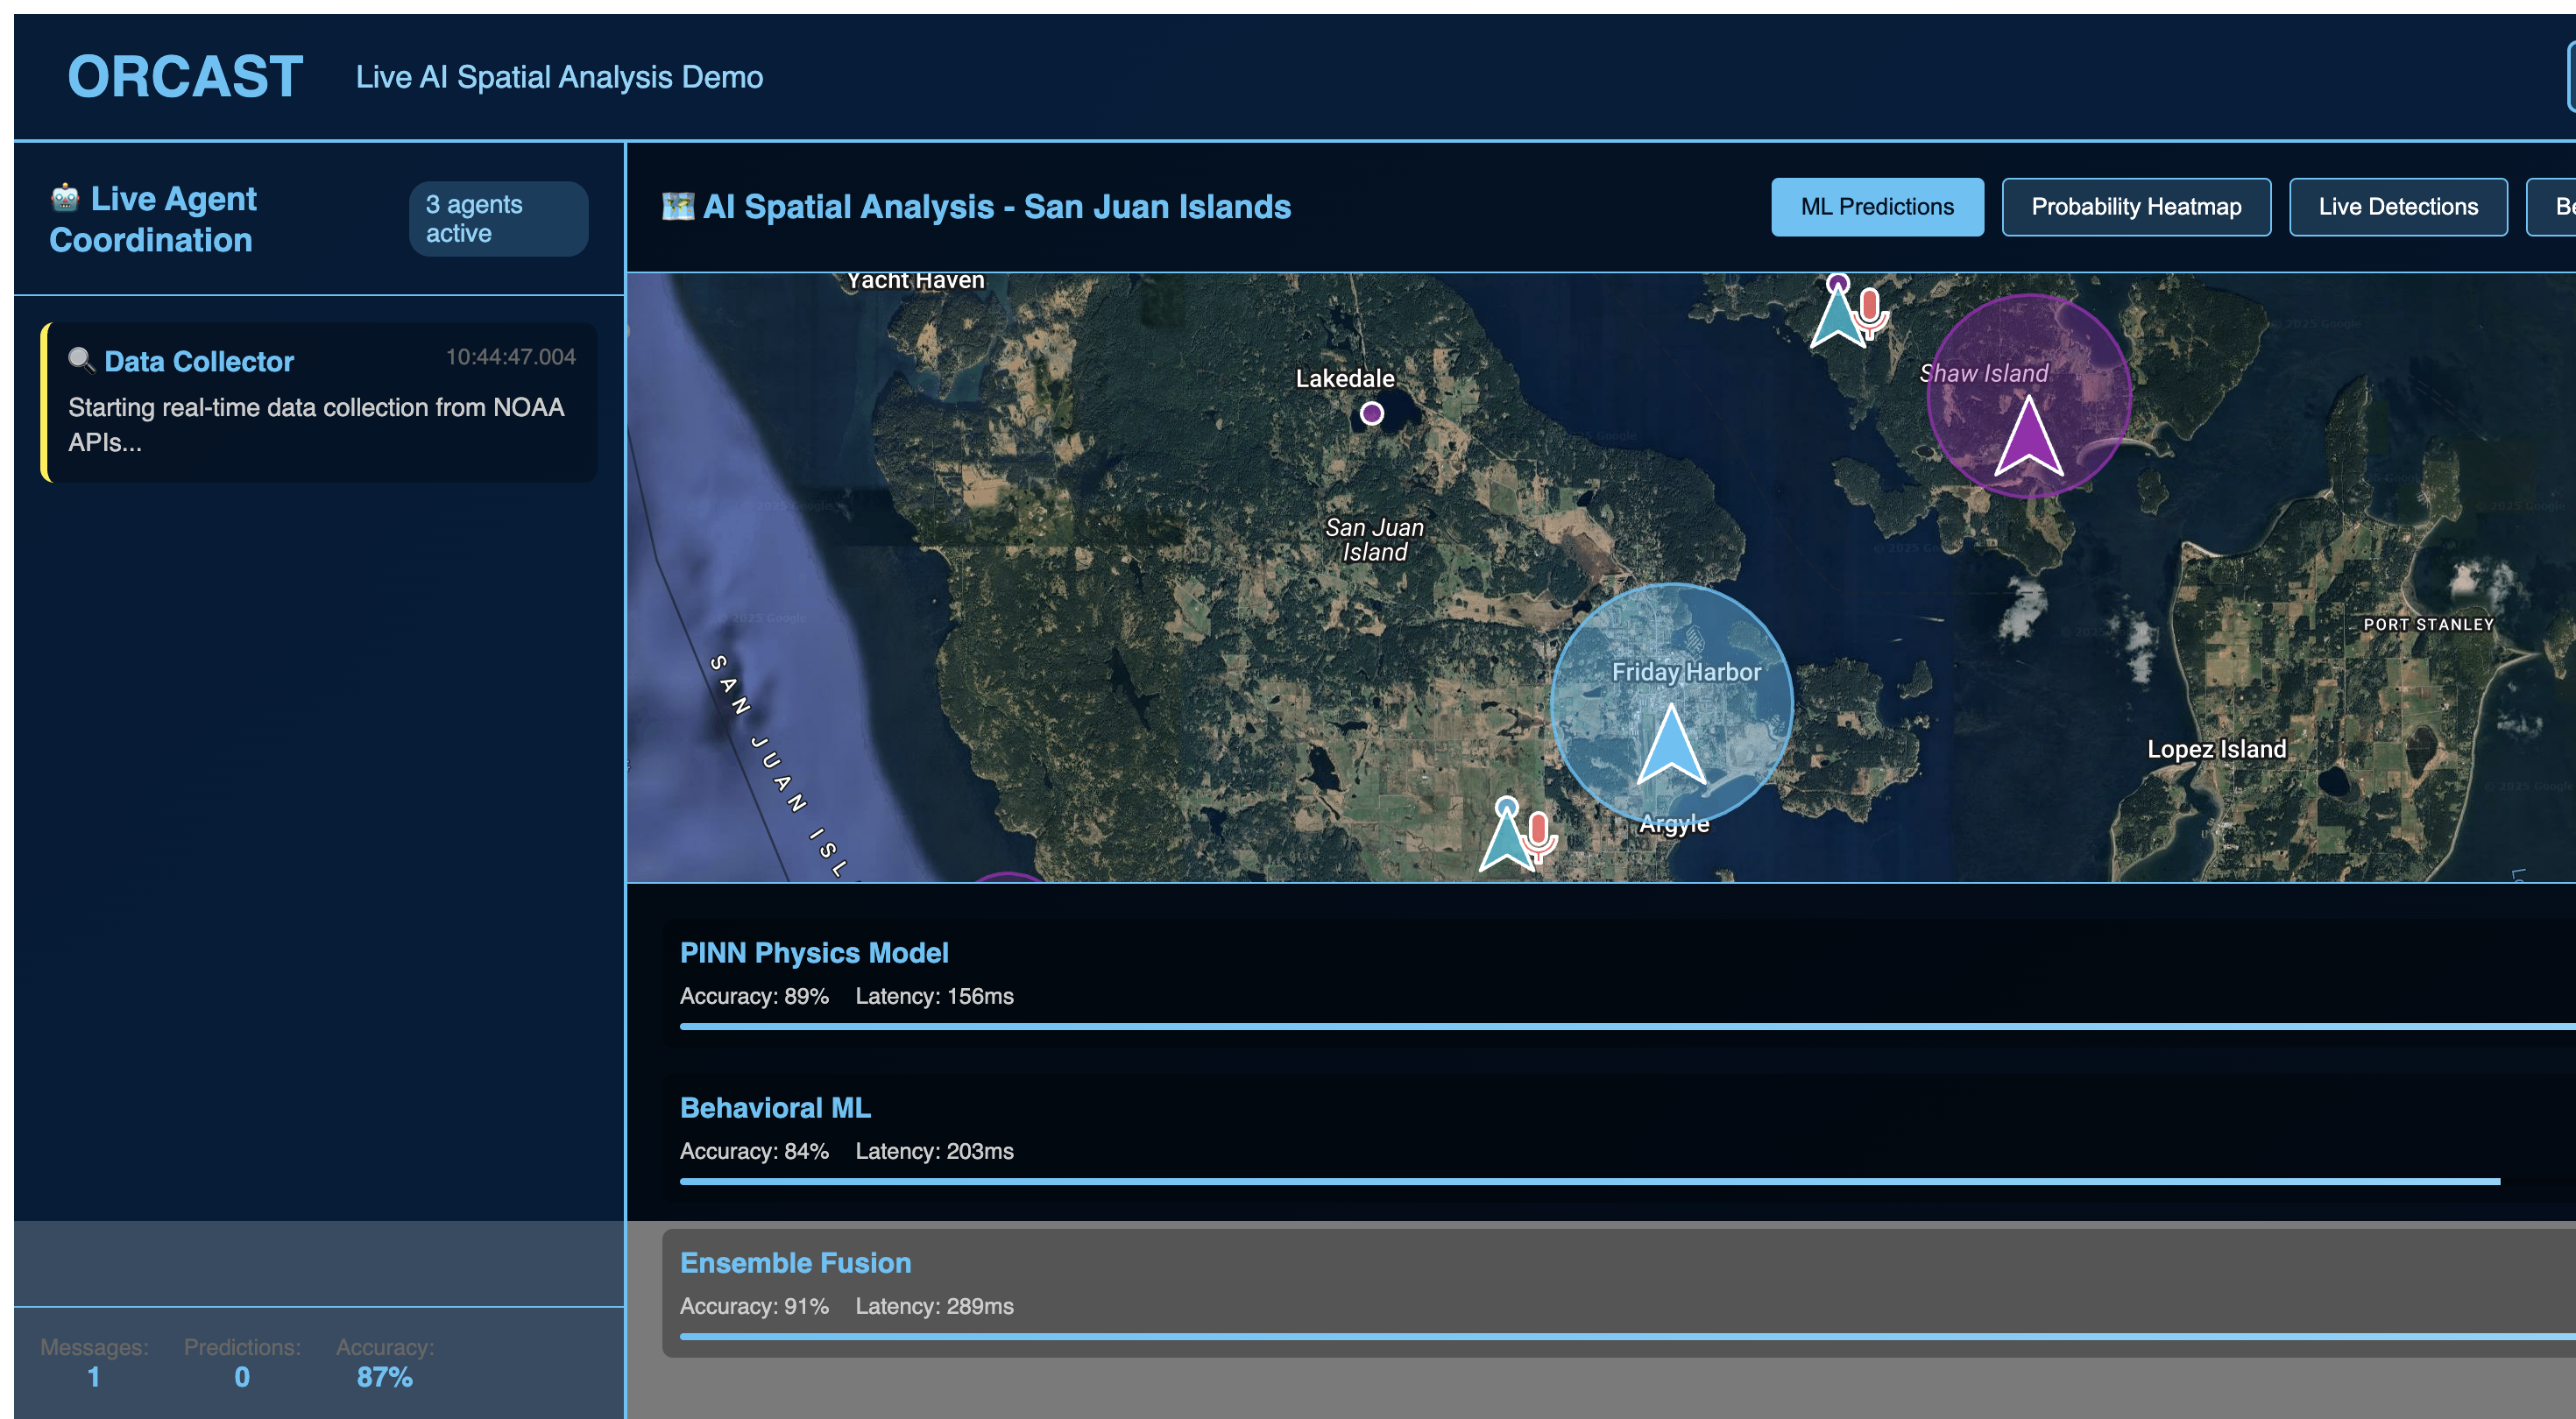 ORCAST
Live AI Spatial Analysis Demo
🤖 Live Agent
Coordination
3 agents
active
🔍 Data Collector
10:44:47.004
Starting real-time data collection from NOAA
APIs...
Messages:
1
Predictions:
0
Accuracy:
87%
🗺️ AI Spatial Analysis - San Juan Islands
ML Predictions
Probability Heatmap
Live Detections
Be
Yacht Haven
Lakedale
Shaw Island
San Juan
Island
Friday Harbor
Argyle
PORT STANLEY
Lopez Island
SAN JUAN ISL
© 2025 Google
PINN Physics Model
Accuracy: 89% Latency: 156ms
Behavioral ML
Accuracy: 84% Latency: 203ms
Ensemble Fusion
Accuracy: 91% Latency: 289ms